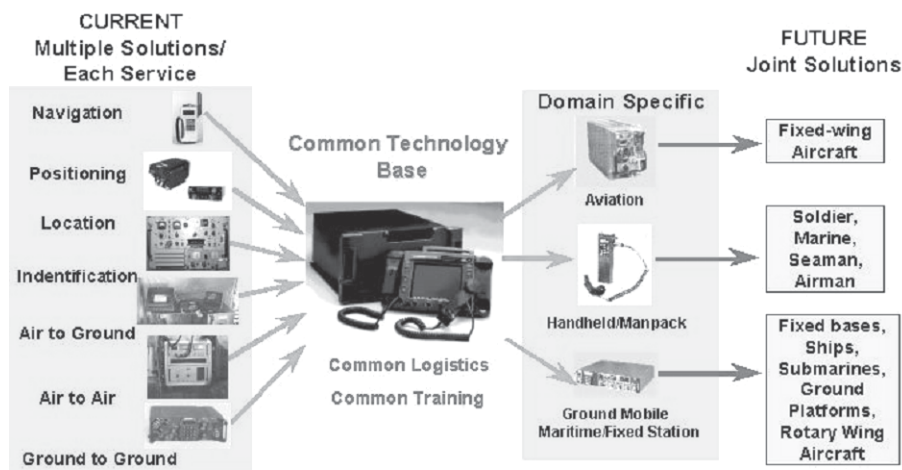 CURRENT
Multiple Solutions/
Each Service
Navigation
Positioning
Location
Indentification
Air to Ground
Air to Air
Ground to Ground
Common Technology
Base
Common Logistics
Common Training
Domain Specific
Aviation
Handheld/Manpack
Ground Mobile
Maritime/Fixed Station
FUTURE
Joint Solutions
Fixed-wing
Aircraft
Soldier,
Marine,
Seaman,
Airman
Fixed bases,
Ships,
Submarines,
Ground
Platforms,
Rotary Wing
Aircraft